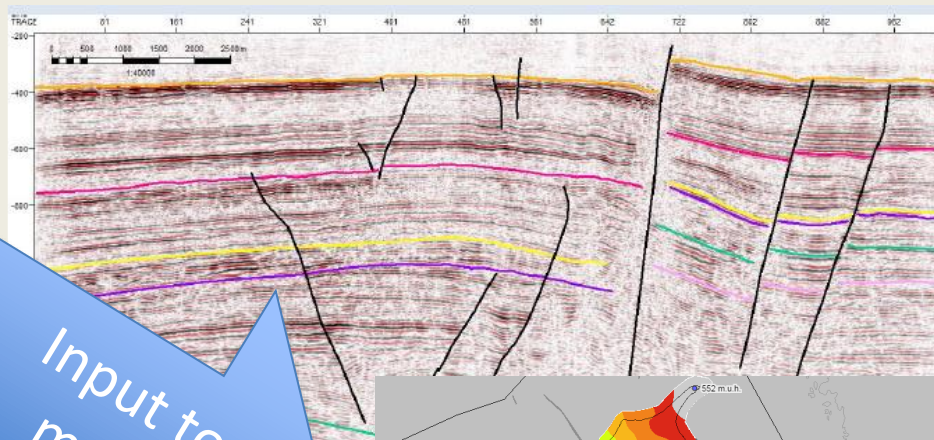 TRACE 81 161 241 321 401 481 561 642 722 802 882 962
-200
0 500 1000 1500 2000 2500m
1:40000
-400
-600
-800
Input to
552 m.u.h.